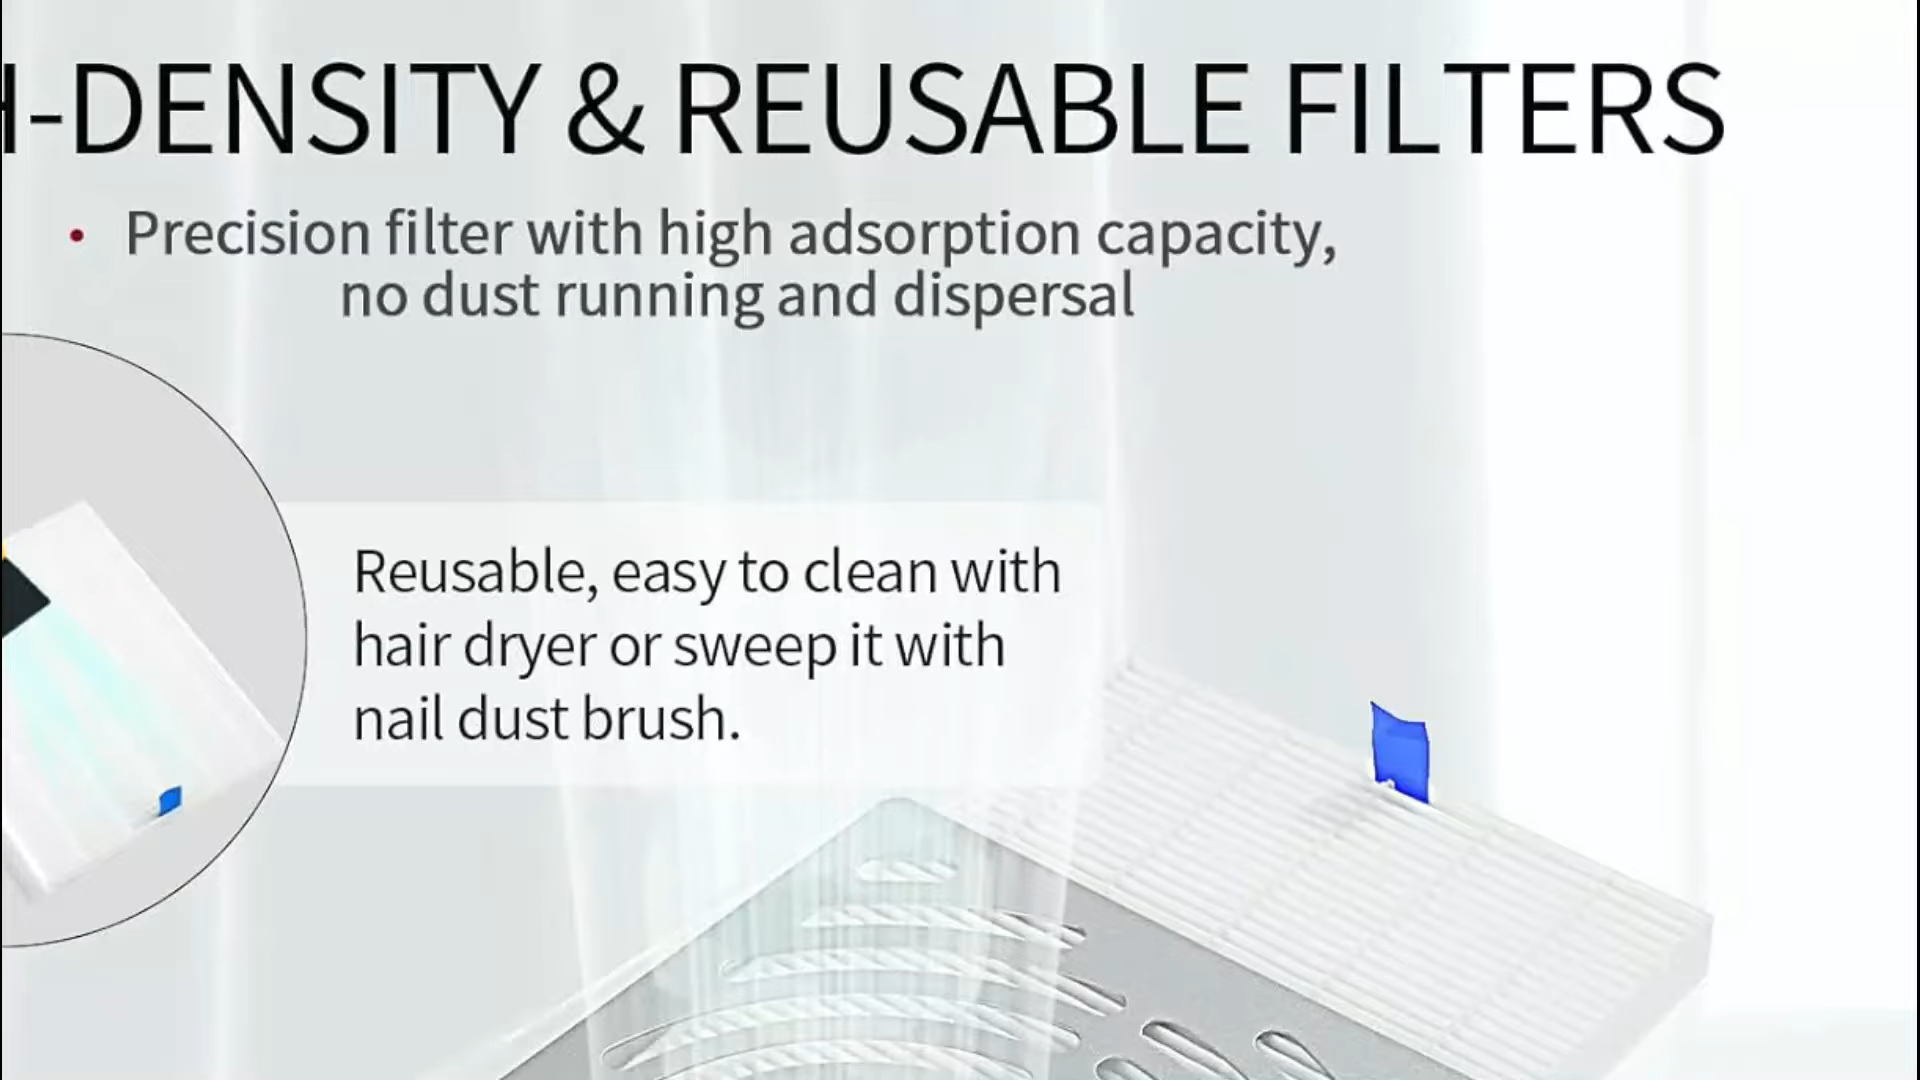 H-DENSITY & REUSABLE FILTERS
• Precision filter with high adsorption capacity,
no dust running and dispersal
Reusable, easy to clean with
hair dryer or sweep it with
nail dust brush.